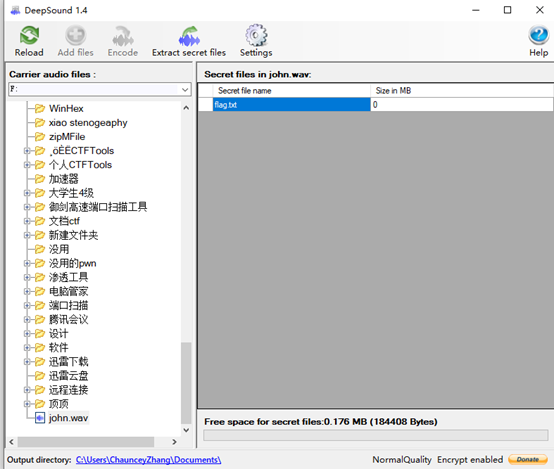 DeepSound 1.4
Reload
Add files
Encode
Extract secret files
Settings
Help
Carrier audio files :
F:
WinHex
xiao stenogeaphy
zipMFile
¸öÈËCTFTools
个人CTFTools
加速器
大学生4级
御剑高速端口扫描工具
文档ctf
新建文件夹
没用
没用的pwn
渗透工具
电脑管家
端口扫描
腾讯会议
设计
软件
迅雷下载
迅雷云盘
远程连接
顶顶
john.wav
Secret files in john.wav:
Secret file name Size in MB
flag.txt 0
Free space for secret files:0.176 MB (184408 Bytes)
Output directory: C:\Users\ChaunceyZhang\Documents\
NormalQuality Encrypt enabled Donate